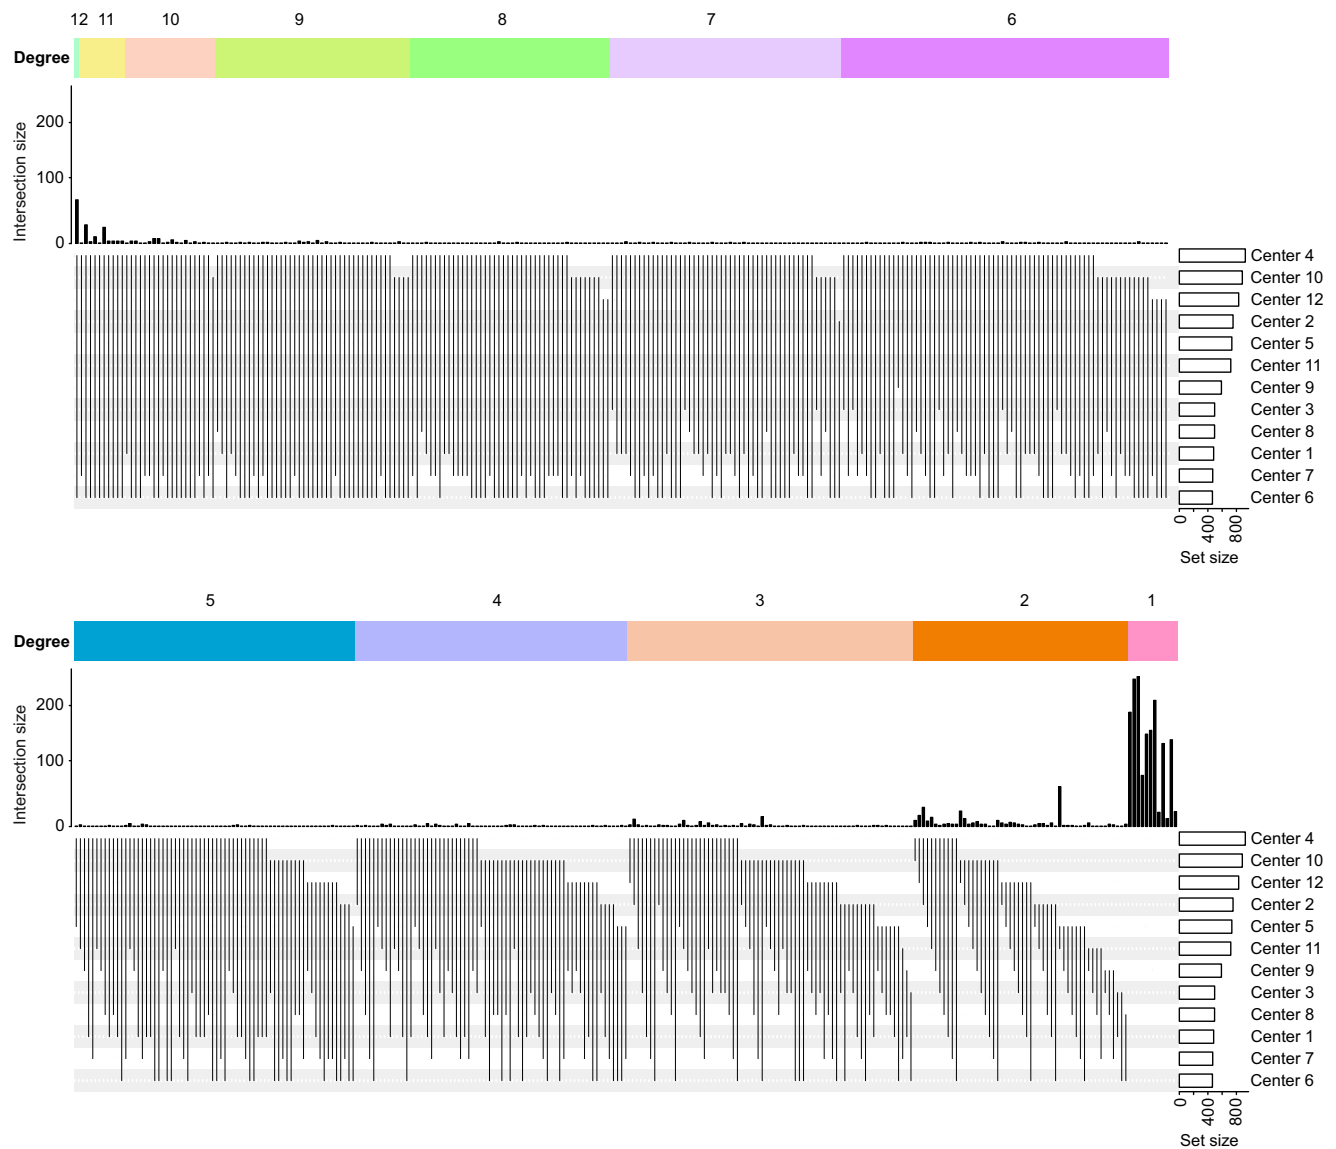 12 11 10 9 8 7 6
Degree
Intersection size
200
100
0
Center 4
Center 10
Center 12
Center 2
Center 5
Center 11
Center 9
Center 3
Center 8
Center 1
Center 7
Center 6
0 400 800
Set size
5 4 3 2 1
Degree
Intersection size
200
100
0
Center 4
Center 10
Center 12
Center 2
Center 5
Center 11
Center 9
Center 3
Center 8
Center 1
Center 7
Center 6
0 400 800
Set size